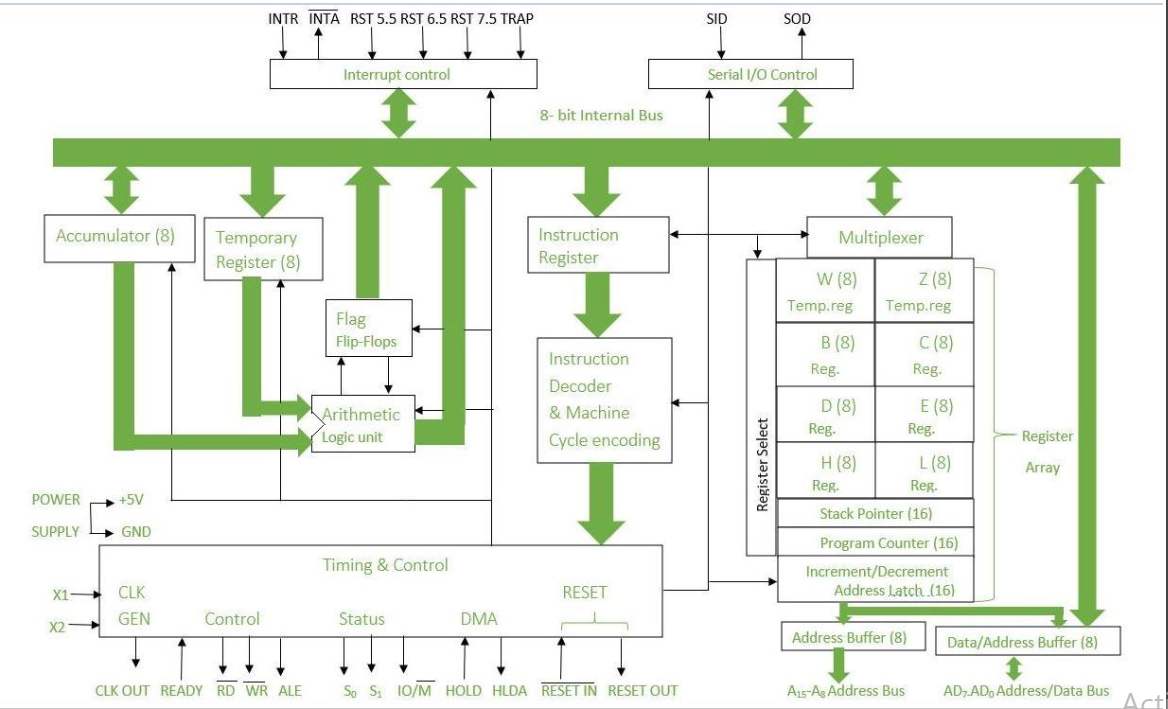 INTR INTA RST 5.5 RST 6.5 RST 7.5 TRAP
SID
SOD
Interrupt control
Serial I/O Control
8- bit Internal Bus
Accumulator (8)
Temporary
Register (8)
Instruction
Register
Multiplexer
Flag
Flip-Flops
Arithmetic
Logic unit
Instruction
Decoder
& Machine
Cycle encoding
Register Select
W (8)
Temp.reg
Z (8)
Temp.reg
B (8)
Reg.
C (8)
Reg.
D (8)
Reg.
E (8)
Reg.
H (8)
Reg.
L (8)
Reg.
Stack Pointer (16)
Program Counter (16)
Increment/Decrement
Address Latch (16)
Register
Array
POWER +5V
SUPPLY GND
Timing & Control
X1 CLK
X2 GEN
Control
Status
DMA
RESET
CLK OUT READY RD WR ALE S₀ S₁ IO/M HOLD HLDA RESET IN RESET OUT
Address Buffer (8)
Data/Address Buffer (8)
A₁₅-A₈ Address Bus
AD₇-AD₀ Address/Data Bus